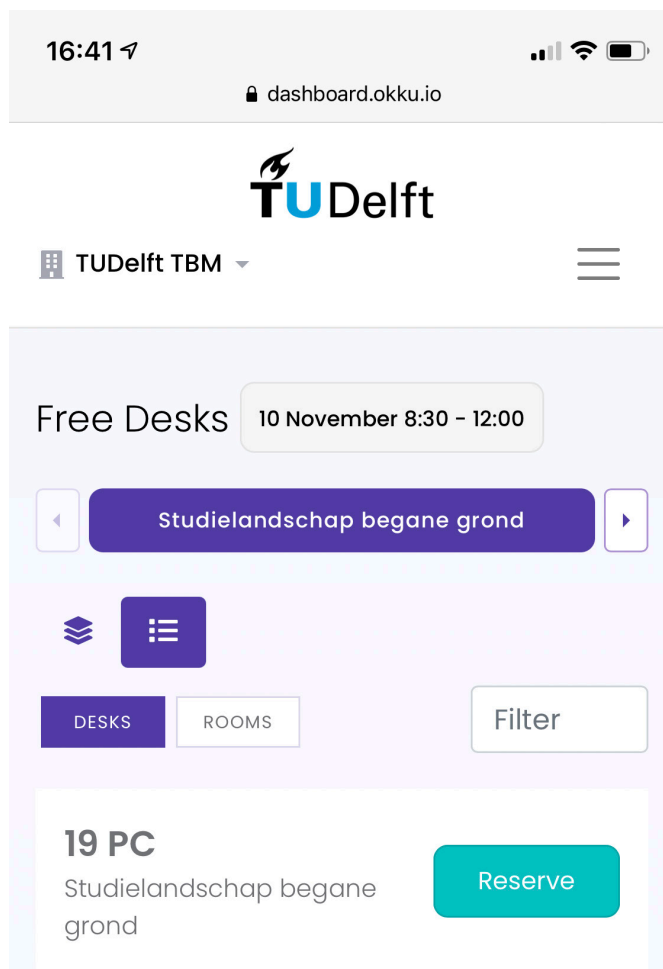 16:41
dashboard.okku.io
TUDelft
TUDelft TBM
Free Desks
10 November 8:30 - 12:00
Studielandschap begane grond
DESKS
ROOMS
Filter
19 PC
Studielandschap begane
grond
Reserve